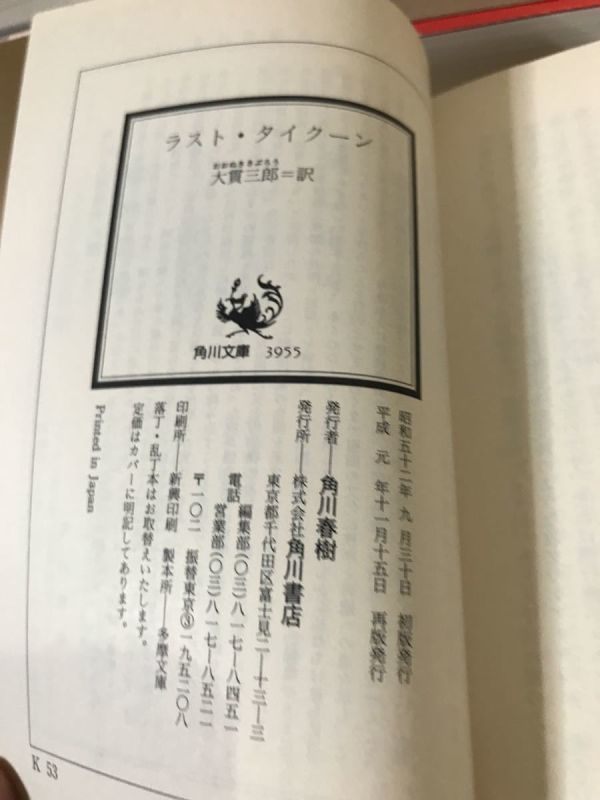 ラスト・タイクーン
おおぬきさぶろう
大貫三郎＝訳
角川文庫 3955
昭和五十二年 九月三十日 初版発行
平成 元 年十一月十五日 再版発行
発行者──角川春樹
発行所──株式会社角川書店
東京都千代田区富士見二―十三―三
編集部(〇三)八一七―八四五一
電話
営業部(〇三)八一七―八五二一
〒一〇二 振替東京③一九五二〇八
印刷所──新興印刷 製本所──多摩文庫
落丁・乱丁本はお取替えいたします。
定価はカバーに明記してあります。
Printed in Japan
K 53